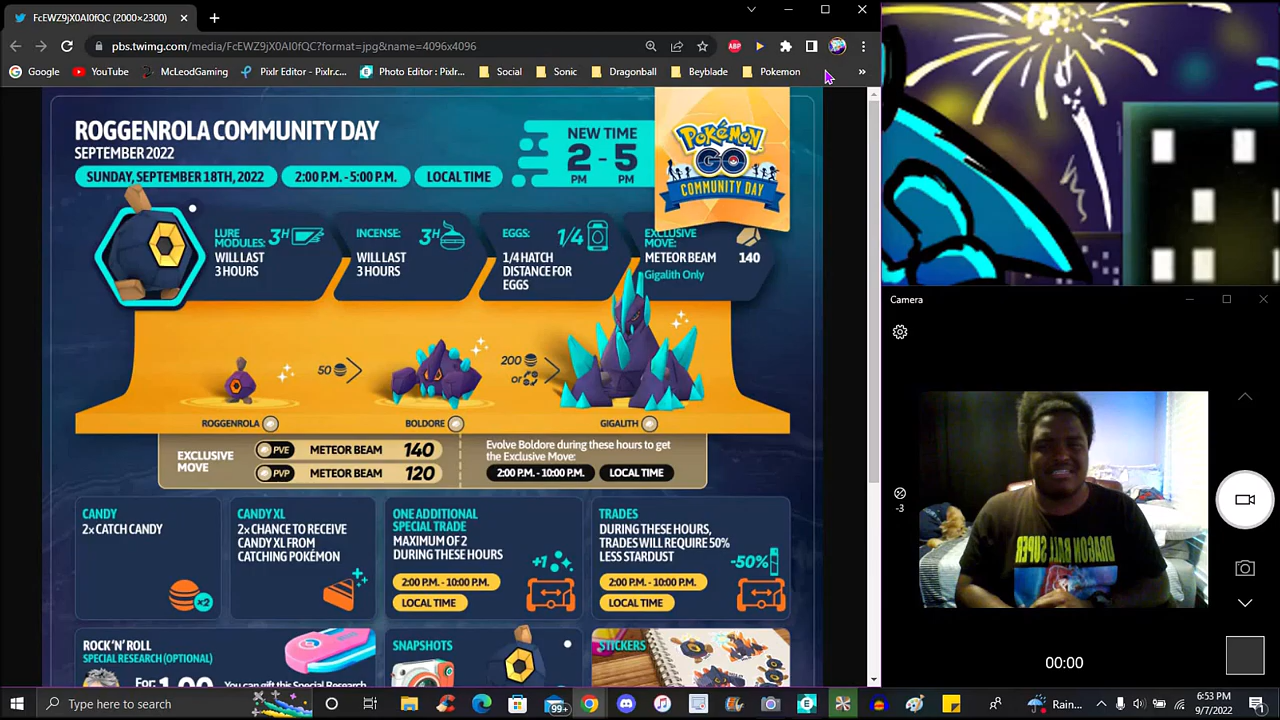 FcEWZ9jX0AI0fQC (2000×2300)
pbs.twimg.com/media/FcEWZ9jX0AI0fQC?format=jpg&name=4096x4096
ABP
Google
YouTube
McLeodGaming
Pixlr Editor - Pixlr.c...
Photo Editor : Pixlr...
Social
Sonic
Dragonball
Beyblade
Pokemon
»
ROGGENROLA COMMUNITY DAY
SEPTEMBER 2022
SUNDAY, SEPTEMBER 18TH, 2022
2:00 P.M. - 5:00 P.M.
LOCAL TIME
NEW TIME
2 - 5
PM PM
POKéMON
GO
COMMUNITY DAY
LURE
MODULES: 3H
WILL LAST
3 HOURS
INCENSE: 3H
WILL LAST
3 HOURS
EGGS: 1/4
1/4 HATCH
DISTANCE FOR
EGGS
EXCLUSIVE
MOVE:
METEOR BEAM 140
Gigalith Only
50
200
or
ROGGENROLA
BOLDORE
GIGALITH
EXCLUSIVE
MOVE
PVE METEOR BEAM 140
PVP METEOR BEAM 120
Evolve Boldore during these hours to get
the Exclusive Move:
2:00 P.M. - 10:00 P.M. LOCAL TIME
CANDY
2× CATCH CANDY
×2
CANDY XL
2× CHANCE TO RECEIVE
CANDY XL FROM
CATCHING POKÉMON
ONE ADDITIONAL
SPECIAL TRADE
MAXIMUM OF 2
DURING THESE HOURS
2:00 P.M. - 10:00 P.M.
LOCAL TIME
+1
TRADES
DURING THESE HOURS,
TRADES WILL REQUIRE 50%
LESS STARDUST
2:00 P.M. - 10:00 P.M.
LOCAL TIME
-50%
ROCK 'N' ROLL
SPECIAL RESEARCH (OPTIONAL)
SNAPSHOTS
STICKERS
Camera
-3
DRAGON BALL SUPER
00:00
Type here to search
99+
Rain...
6:53 PM
9/7/2022